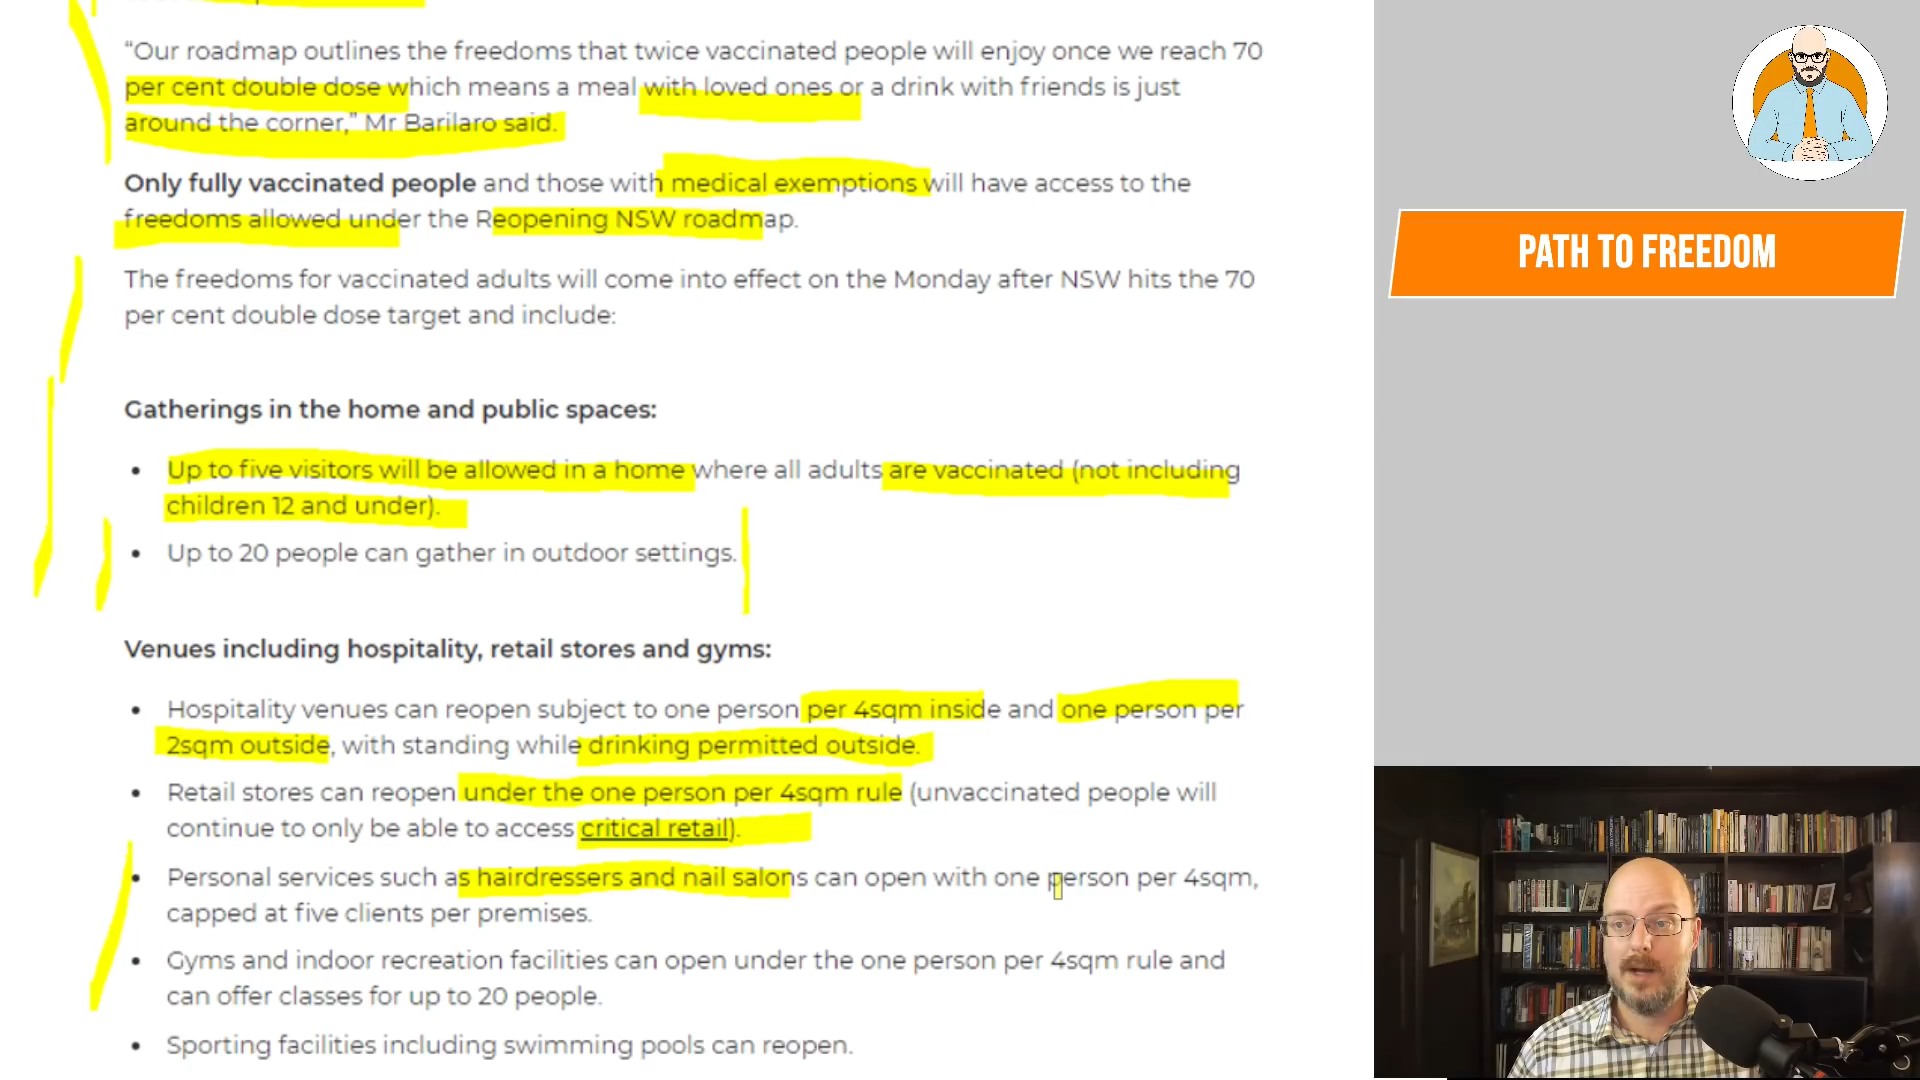 “Our roadmap outlines the freedoms that twice vaccinated people will enjoy once we reach 70
per cent double dose which means a meal with loved ones or a drink with friends is just
around the corner,” Mr Barilaro said.
Only fully vaccinated people and those with medical exemptions will have access to the
freedoms allowed under the Reopening NSW roadmap.
The freedoms for vaccinated adults will come into effect on the Monday after NSW hits the 70
per cent double dose target and include:
Gatherings in the home and public spaces:
• Up to five visitors will be allowed in a home where all adults are vaccinated (not including
children 12 and under).
• Up to 20 people can gather in outdoor settings.
Venues including hospitality, retail stores and gyms:
• Hospitality venues can reopen subject to one person per 4sqm inside and one person per
2sqm outside, with standing while drinking permitted outside.
• Retail stores can reopen under the one person per 4sqm rule (unvaccinated people will
continue to only be able to access critical retail).
• Personal services such as hairdressers and nail salons can open with one person per 4sqm,
capped at five clients per premises.
• Gyms and indoor recreation facilities can open under the one person per 4sqm rule and
can offer classes for up to 20 people.
• Sporting facilities including swimming pools can reopen.
PATH TO FREEDOM